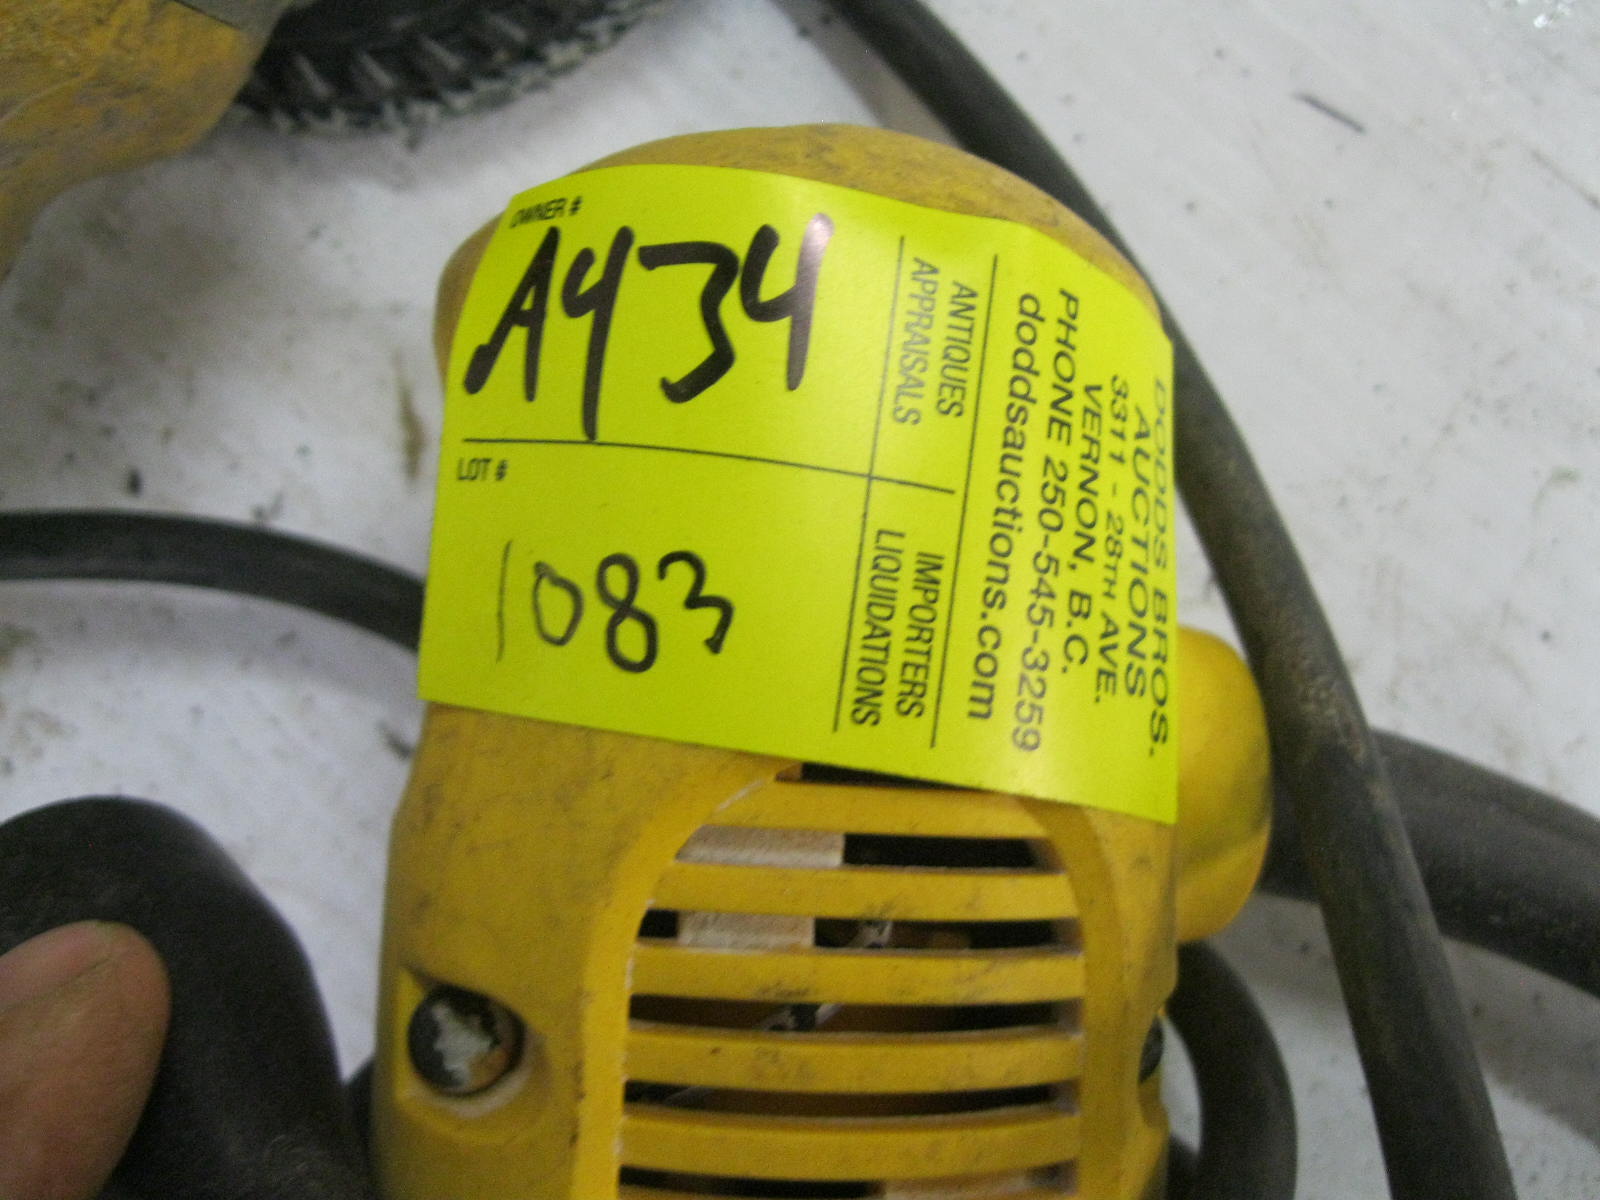 OWNER #
A434
LOT #
1083
ANTIQUES
APPRAISALS
IMPORTERS
LIQUIDATIONS
DODDS BROS.
AUCTIONS
3311 - 28TH AVE.
VERNON, B.C.
PHONE 250-545-3259
doddsauctions.com